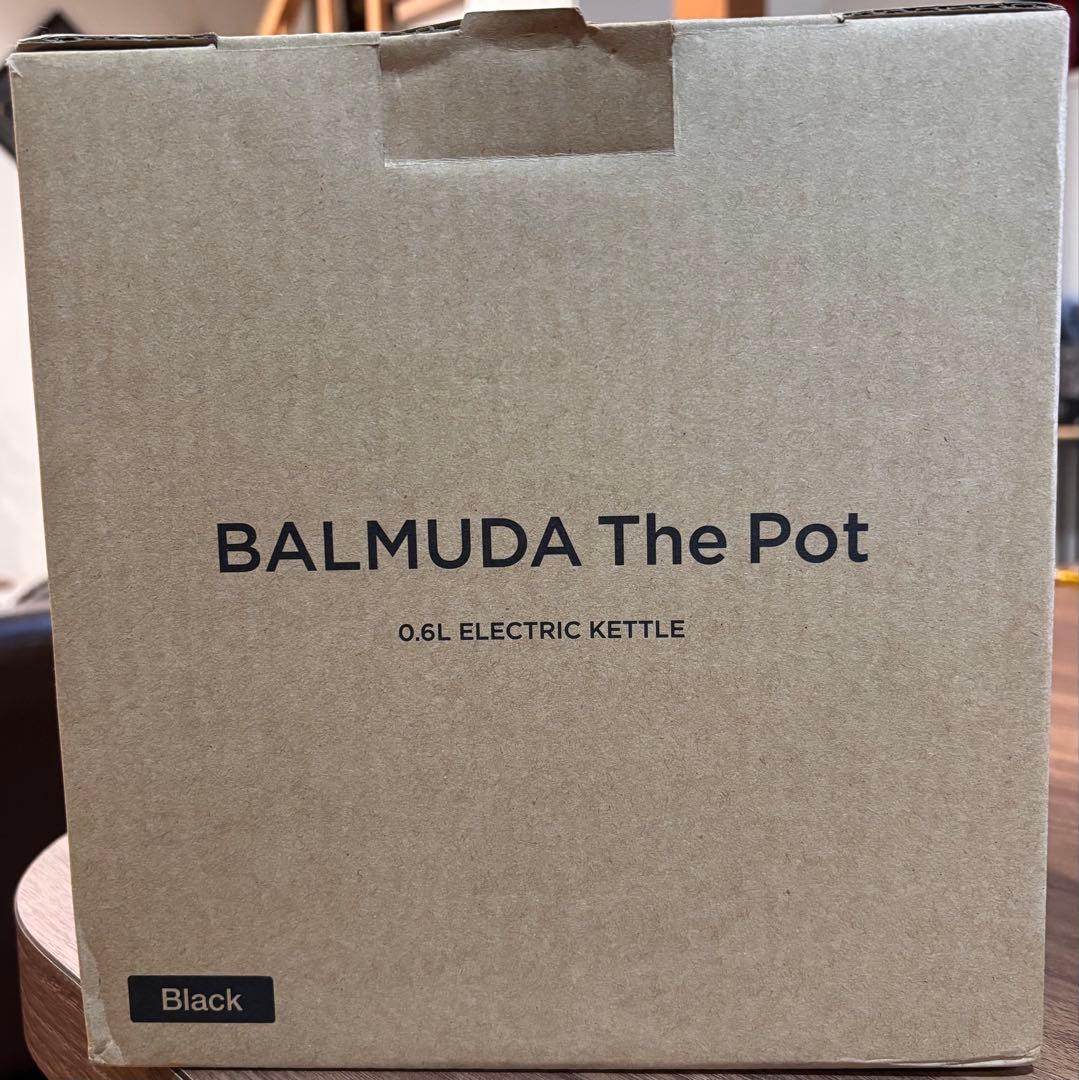 BALMUDA The Pot
0.6L ELECTRIC KETTLE
Black